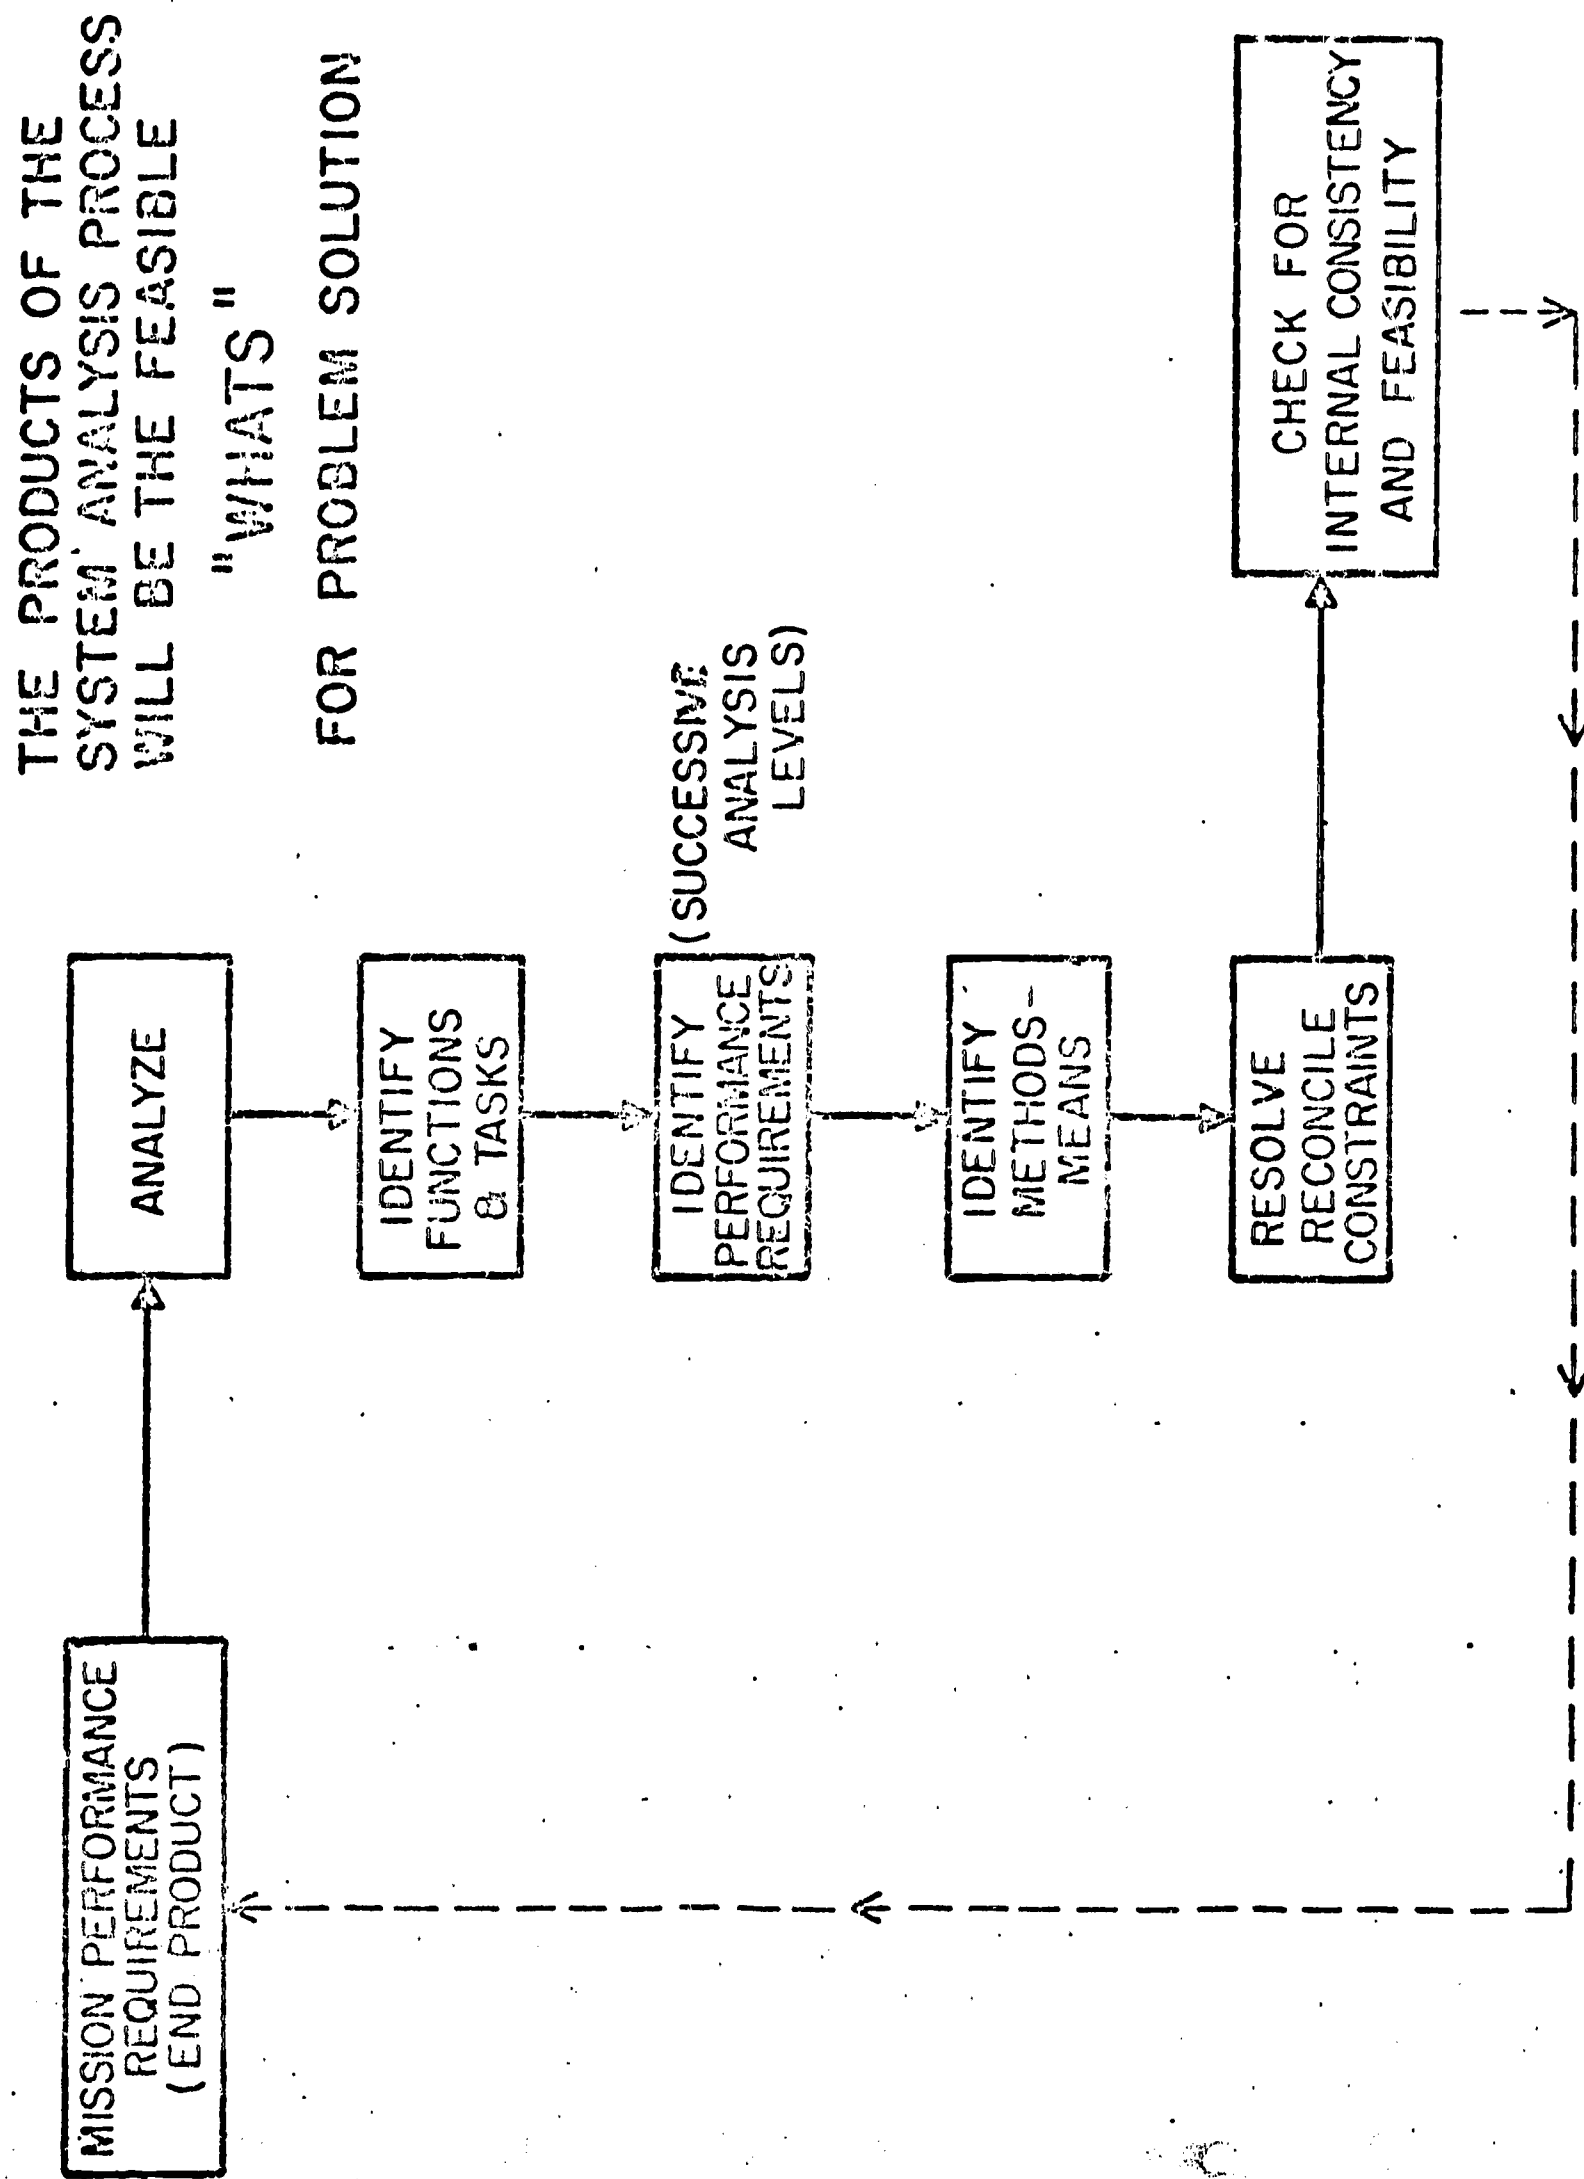 THE PRODUCTS OF THE
SYSTEM ANALYSIS PROCESS
WILL BE THE FEASIBLE
"WHATS"
FOR PROBLEM SOLUTION
MISSION PERFORMANCE
REQUIREMENTS
(END PRODUCT)
ANALYZE
IDENTIFY
FUNCTIONS
& TASKS
IDENTIFY
PERFORMANCE
REQUIREMENTS
(SUCCESSIVE
ANALYSIS
LEVELS)
IDENTIFY
METHODS-
MEANS
RESOLVE
RECONCILE
CONSTRAINTS
CHECK FOR
INTERNAL CONSISTENCY
AND FEASIBILITY